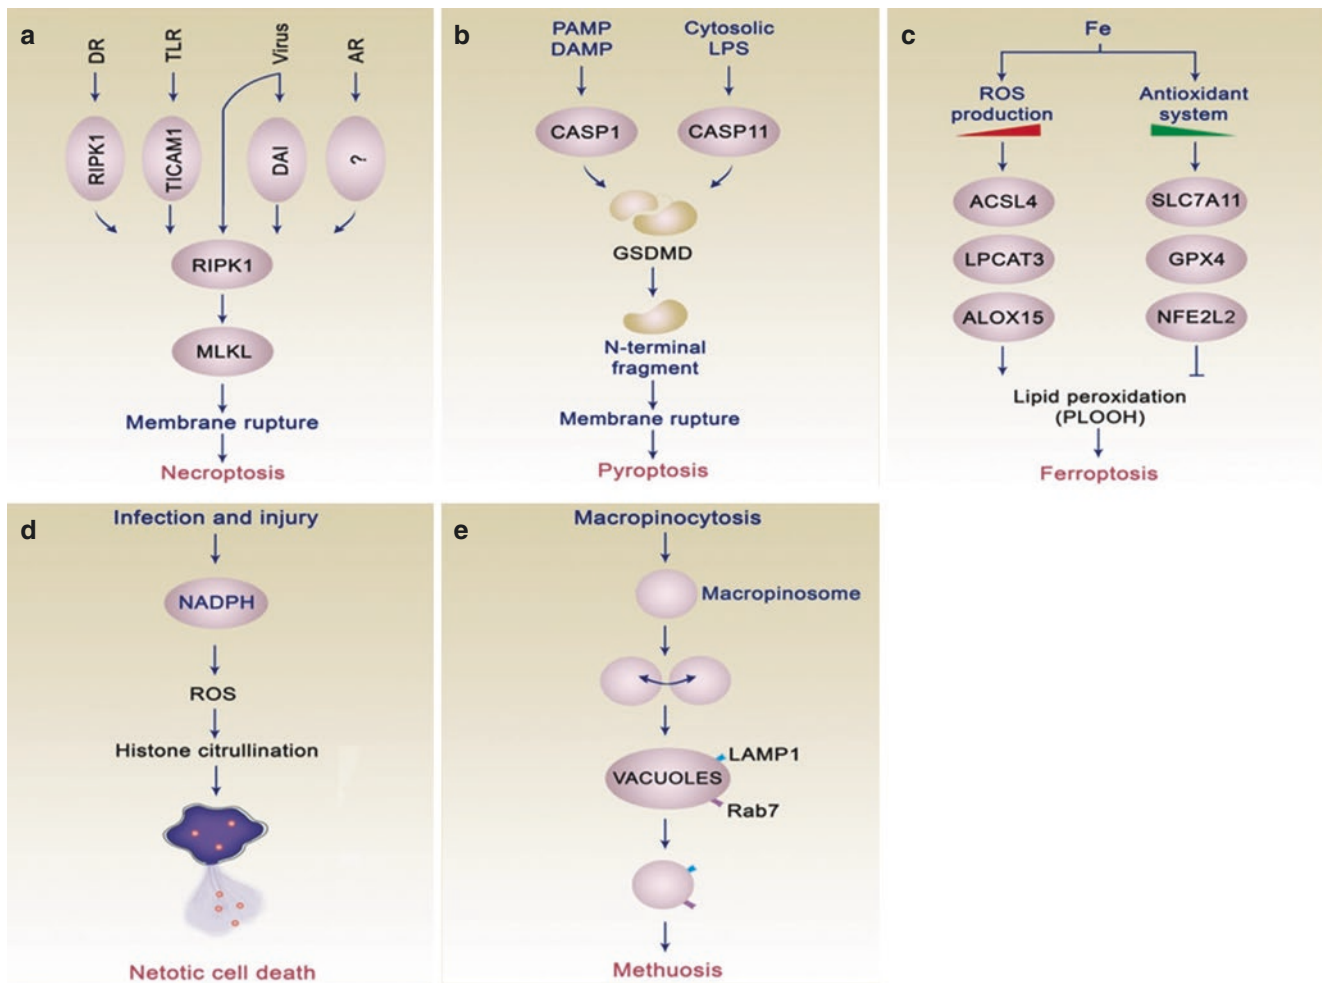 a
DR
TLR
Virus
AR
RIPK1
TICAM1
DAI
?
RIPK1
MLKL
Membrane rupture
Necroptosis
b
PAMP
DAMP
Cytosolic
LPS
CASP1
CASP11
GSDMD
N-terminal
fragment
Membrane rupture
Pyroptosis
c
Fe
ROS
production
Antioxidant
system
ACSL4
SLC7A11
LPCAT3
GPX4
ALOX15
NFE2L2
Lipid peroxidation
(PLOOH)
Ferroptosis
d
Infection and injury
NADPH
ROS
Histone citrullination
Netotic cell death
e
Macropinocytosis
Macropinosome
VACUOLES
LAMP1
Rab7
Methuosis